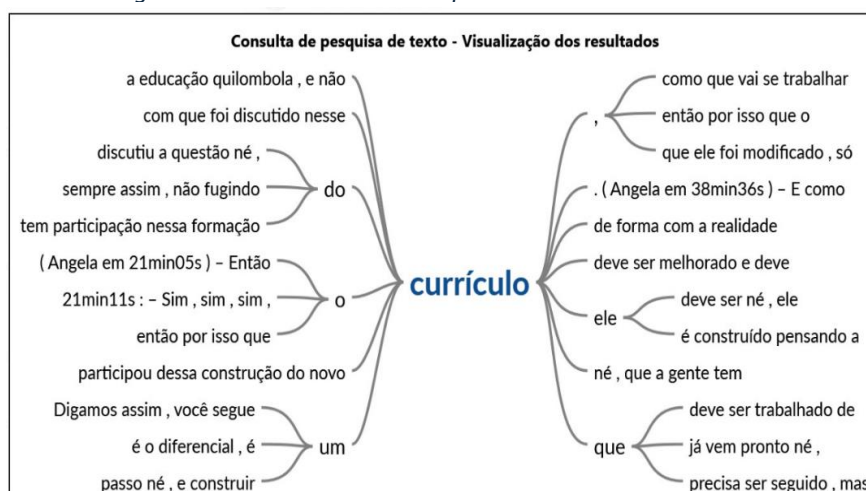 Consulta de pesquisa de texto - Visualização dos resultados
a educação quilombola , e não
com que foi discutido nesse
discutiu a questão né ,
sempre assim , não fugindo
tem participação nessa formação
do
( Angela em 21min05s ) – Então
21min11s : – Sim , sim , sim ,
então por isso que
o
participou dessa construção do novo
Digamos assim , você segue
é o diferencial , é
passo né , e construir
um
currículo
,
como que vai se trabalhar
então por isso que o
que ele foi modificado , só
. ( Angela em 38min36s ) – E como
de forma com a realidade
deve ser melhorado e deve
ele
deve ser né , ele
é construído pensando a
né , que a gente tem
que
deve ser trabalhado de
já vem pronto né ,
precisa ser seguido , mas